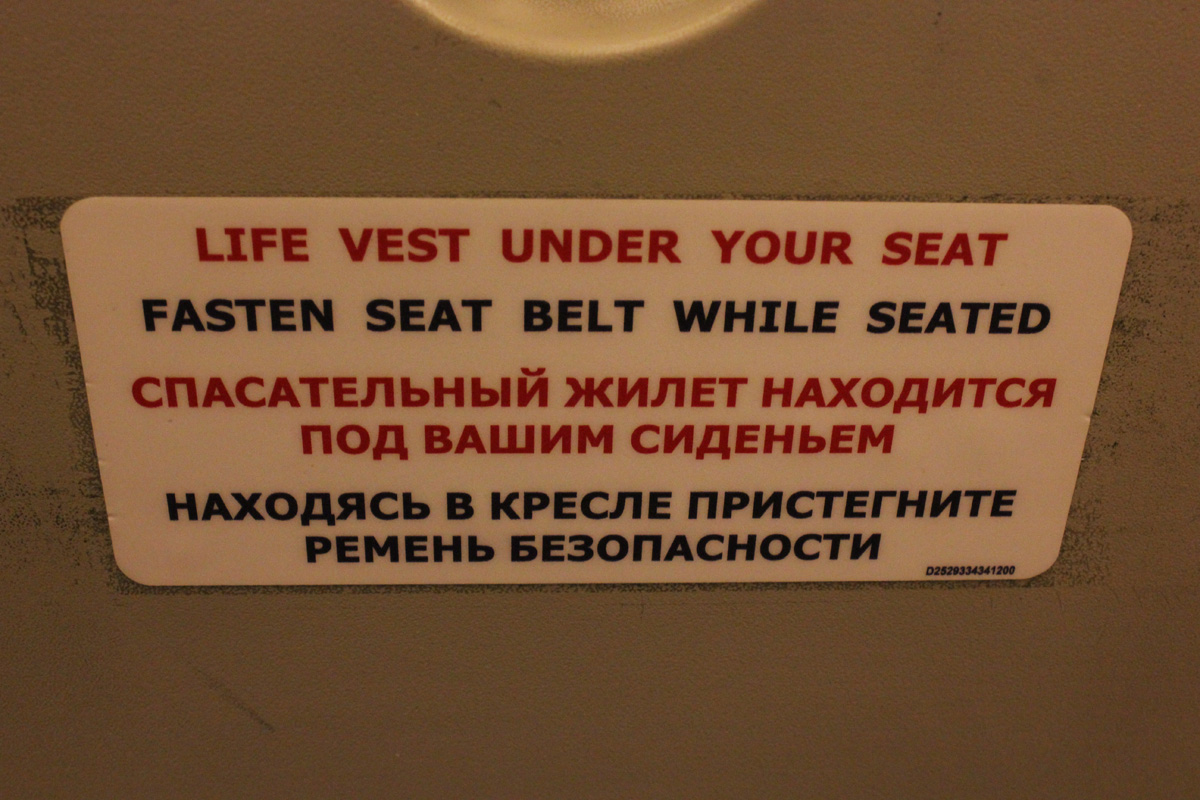 LIFE VEST UNDER YOUR SEAT
FASTEN SEAT BELT WHILE SEATED
СПАСАТЕЛЬНЫЙ ЖИЛЕТ НАХОДИТСЯ
ПОД ВАШИМ СИДЕНЬЕМ
НАХОДЯСЬ В КРЕСЛЕ ПРИСТЕГНИТЕ
РЕМЕНЬ БЕЗОПАСНОСТИ
D2529334341200